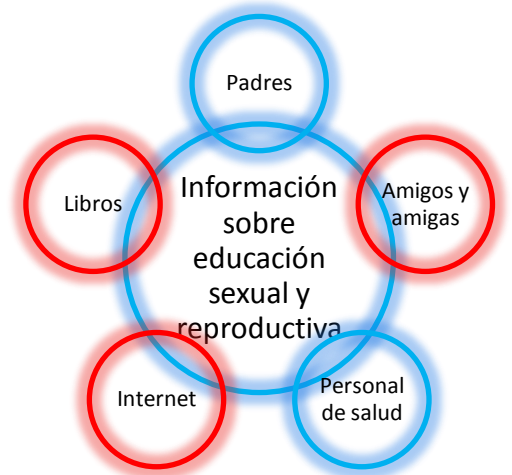 Padres
Libros
Información
sobre
educación
sexual y
reproductiva
Amigos y
amigas
Internet
Personal
de salud